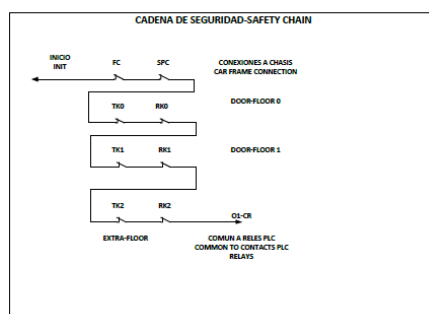 CADENA DE SEGURIDAD-SAFETY CHAIN
INICIO
INIT
FC
SPC
CONEXIONES A CHASIS
CAR FRAME CONNECTION
TK0
RK0
DOOR-FLOOR 0
TK1
RK1
DOOR-FLOOR 1
TK2
RK2
O1-CR
EXTRA-FLOOR
COMUN A RELES PLC
COMMON TO CONTACTS PLC
RELAYS